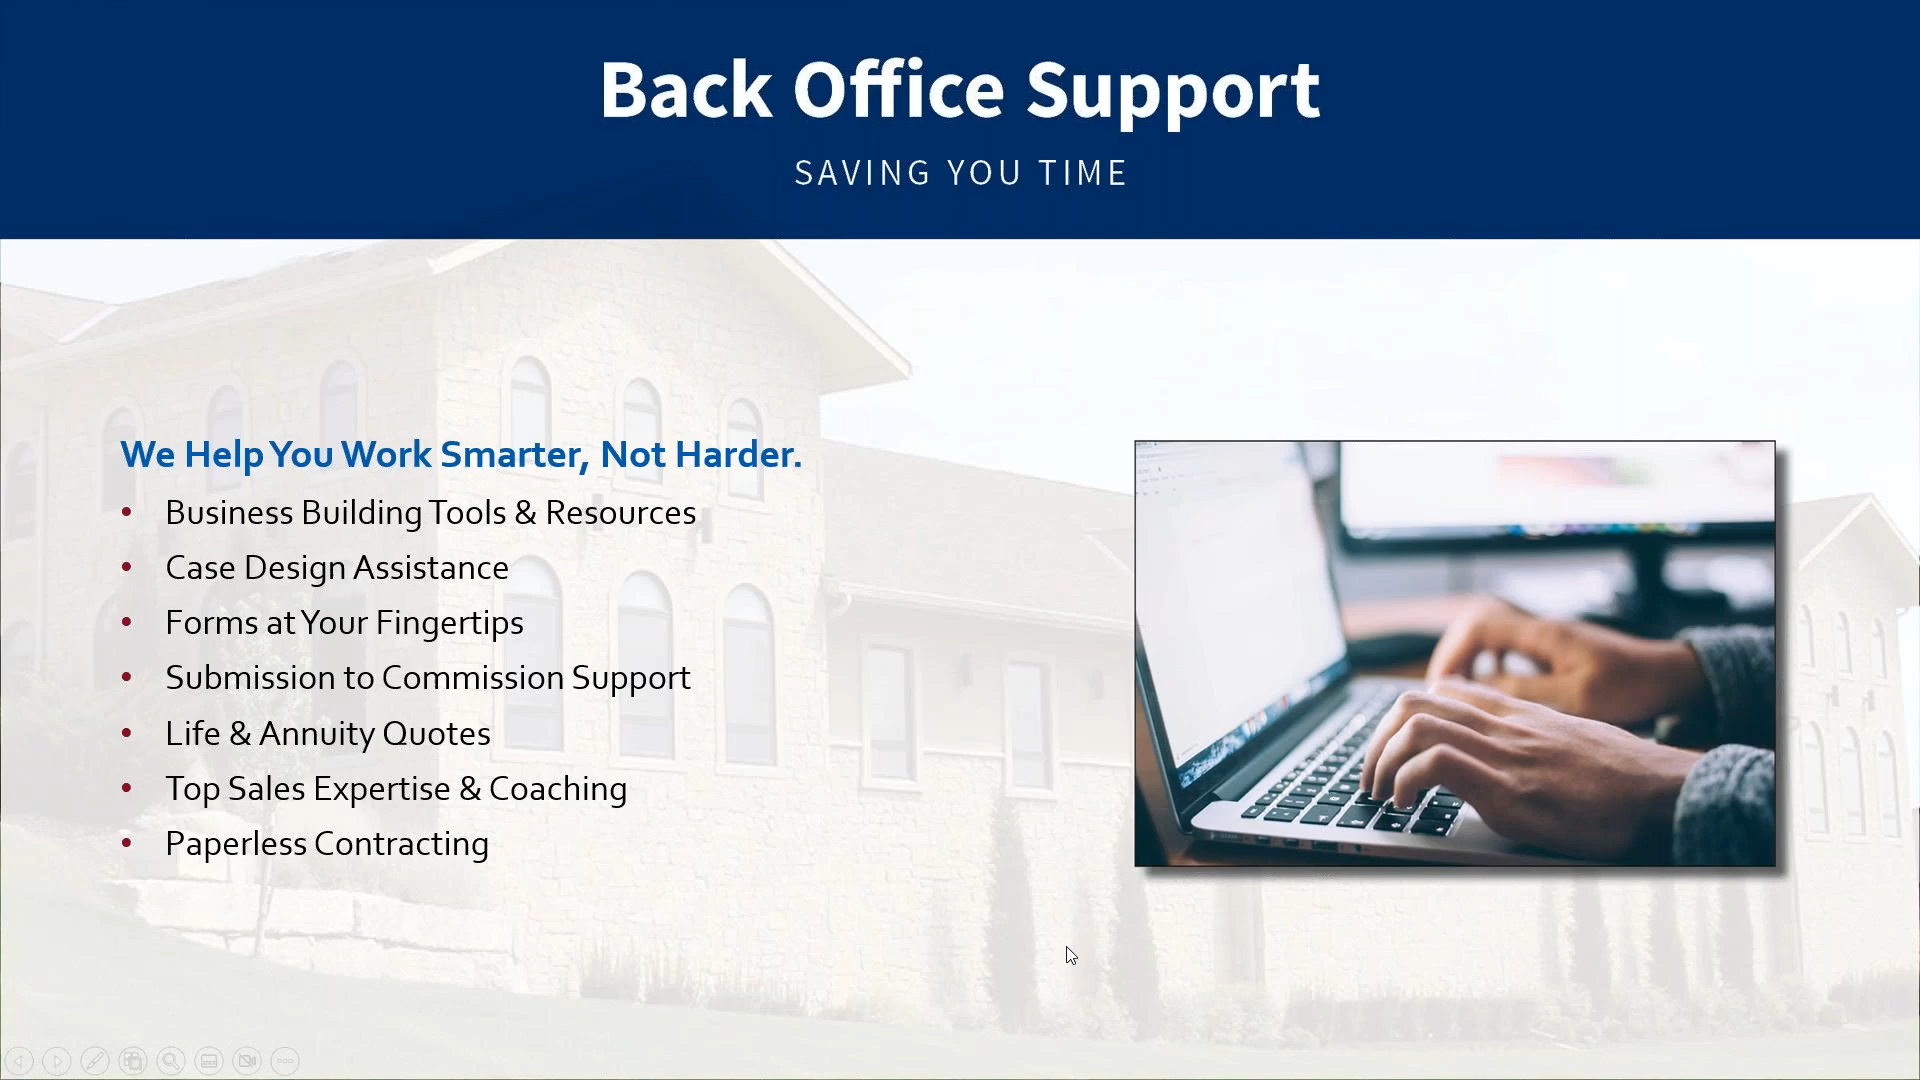 Back Office Support
SAVING YOU TIME
We Help You Work Smarter, Not Harder.
• Business Building Tools & Resources
• Case Design Assistance
• Forms at Your Fingertips
• Submission to Commission Support
• Life & Annuity Quotes
• Top Sales Expertise & Coaching
• Paperless Contracting